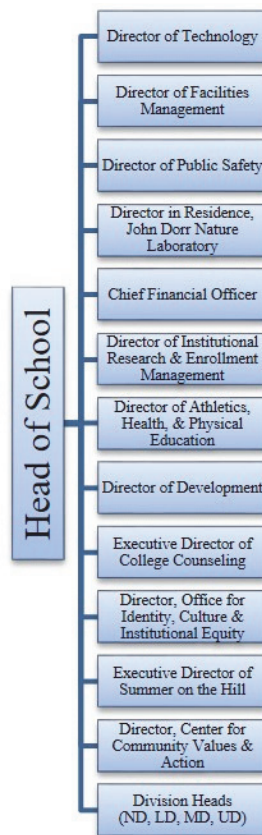 Head of School
Director of Technology
Director of Facilities
Management
Director of Public Safety
Director in Residence,
John Dorr Nature
Laboratory
Chief Financial Officer
Director of Institutional
Research & Enrollment
Management
Director of Athletics,
Health, & Physical
Education
Director of Development
Executive Director of
College Counseling
Director, Office for
Identity, Culture &
Institutional Equity
Executive Director of
Summer on the Hill
Director, Center for
Community Values &
Action
Division Heads
(ND, LD, MD, UD)